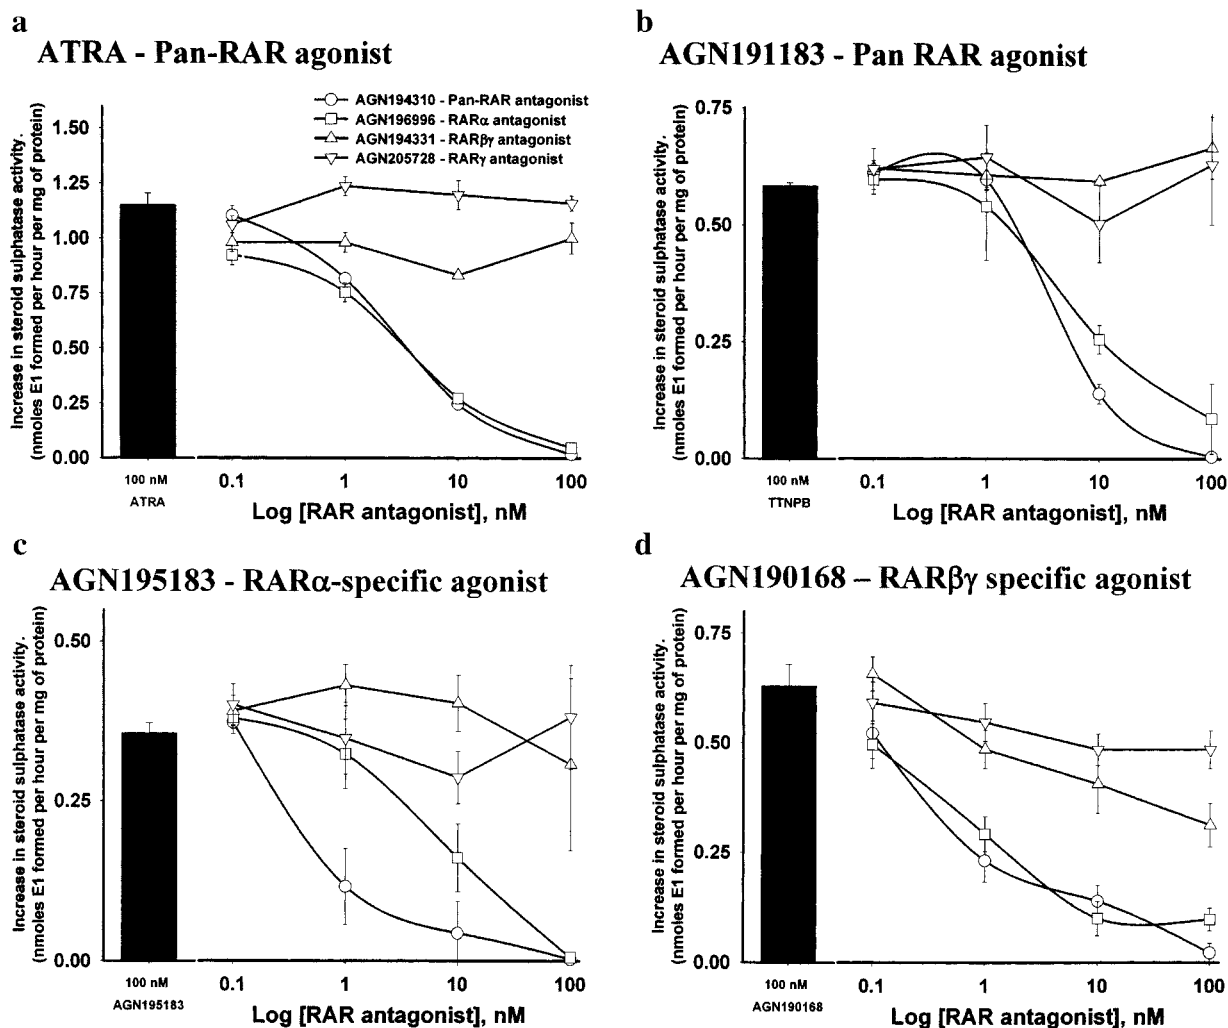 a
ATRA - Pan-RAR agonist
AGN194310 - Pan-RAR antagonist
AGN196996 - RARα antagonist
AGN194331 - RARβγ antagonist
AGN205728 - RARγ antagonist
Increase in steroid sulphatase activity.
(nmoles E1 formed per hour per mg of protein)
1.50
1.25
1.00
0.75
0.50
0.25
0.00
100 nM
ATRA
0.1 1 10 100
Log [RAR antagonist], nM
b
AGN191183 - Pan RAR agonist
Increase in steroid sulphatase activity.
(nmoles E1 formed per hour per mg of protein)
0.75
0.50
0.25
0.00
100 nM
TTNPB
0.1 1 10 100
Log [RAR antagonist], nM
c
AGN195183 - RARα-specific agonist
Increase in steroid sulphatase activity.
(nmoles E1 formed per hour per mg of protein)
0.50
0.25
0.00
100 nM
AGN195183
0.1 1 10 100
Log [RAR antagonist], nM
d
AGN190168 – RARβγ specific agonist
Increase in steroid sulphatase activity.
(nmoles E1 formed per hour per mg of protein)
0.75
0.50
0.25
0.00
100 nM
AGN190168
0.1 1 10 100
Log [RAR antagonist], nM